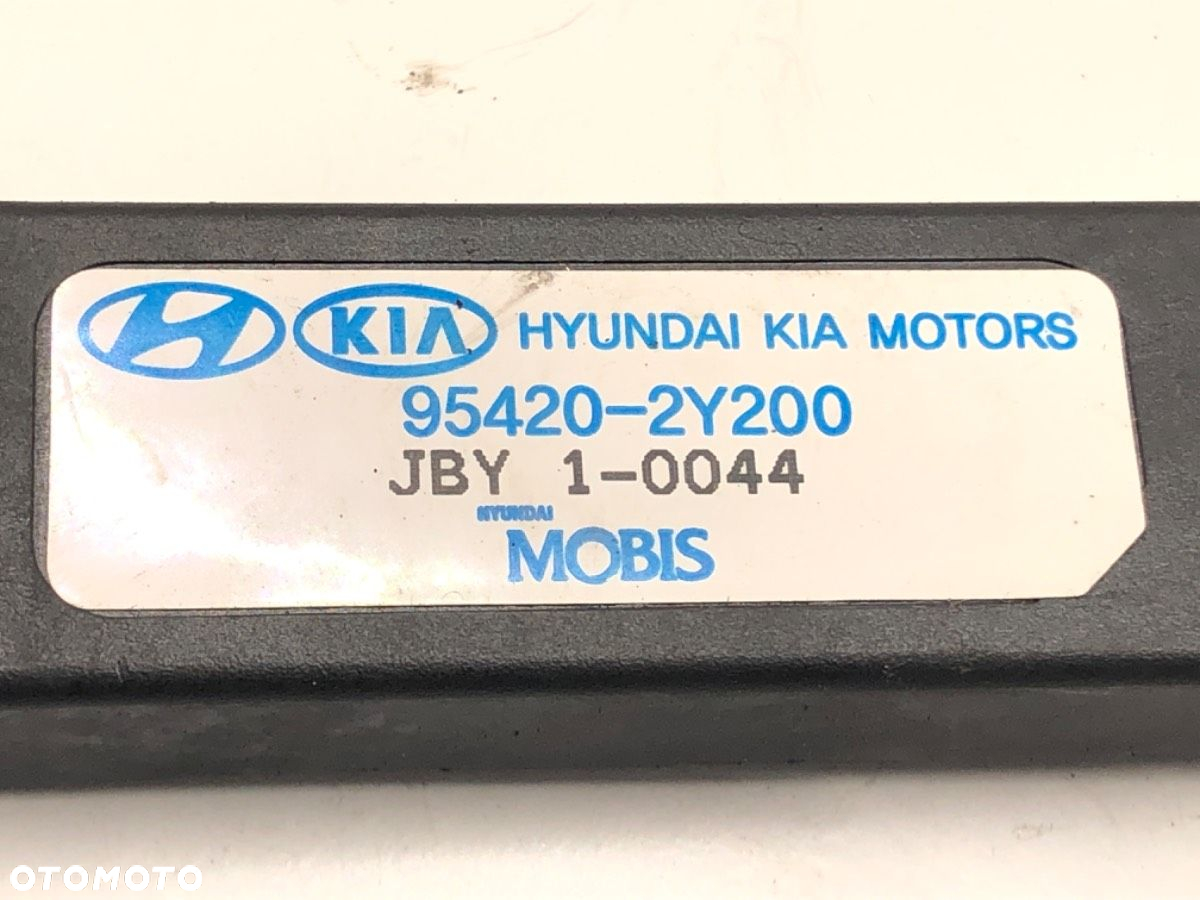 KIA HYUNDAI KIA MOTORS
95420-2Y200
JBY 1-0044
HYUNDAI
MOBIS
OTOMOTO